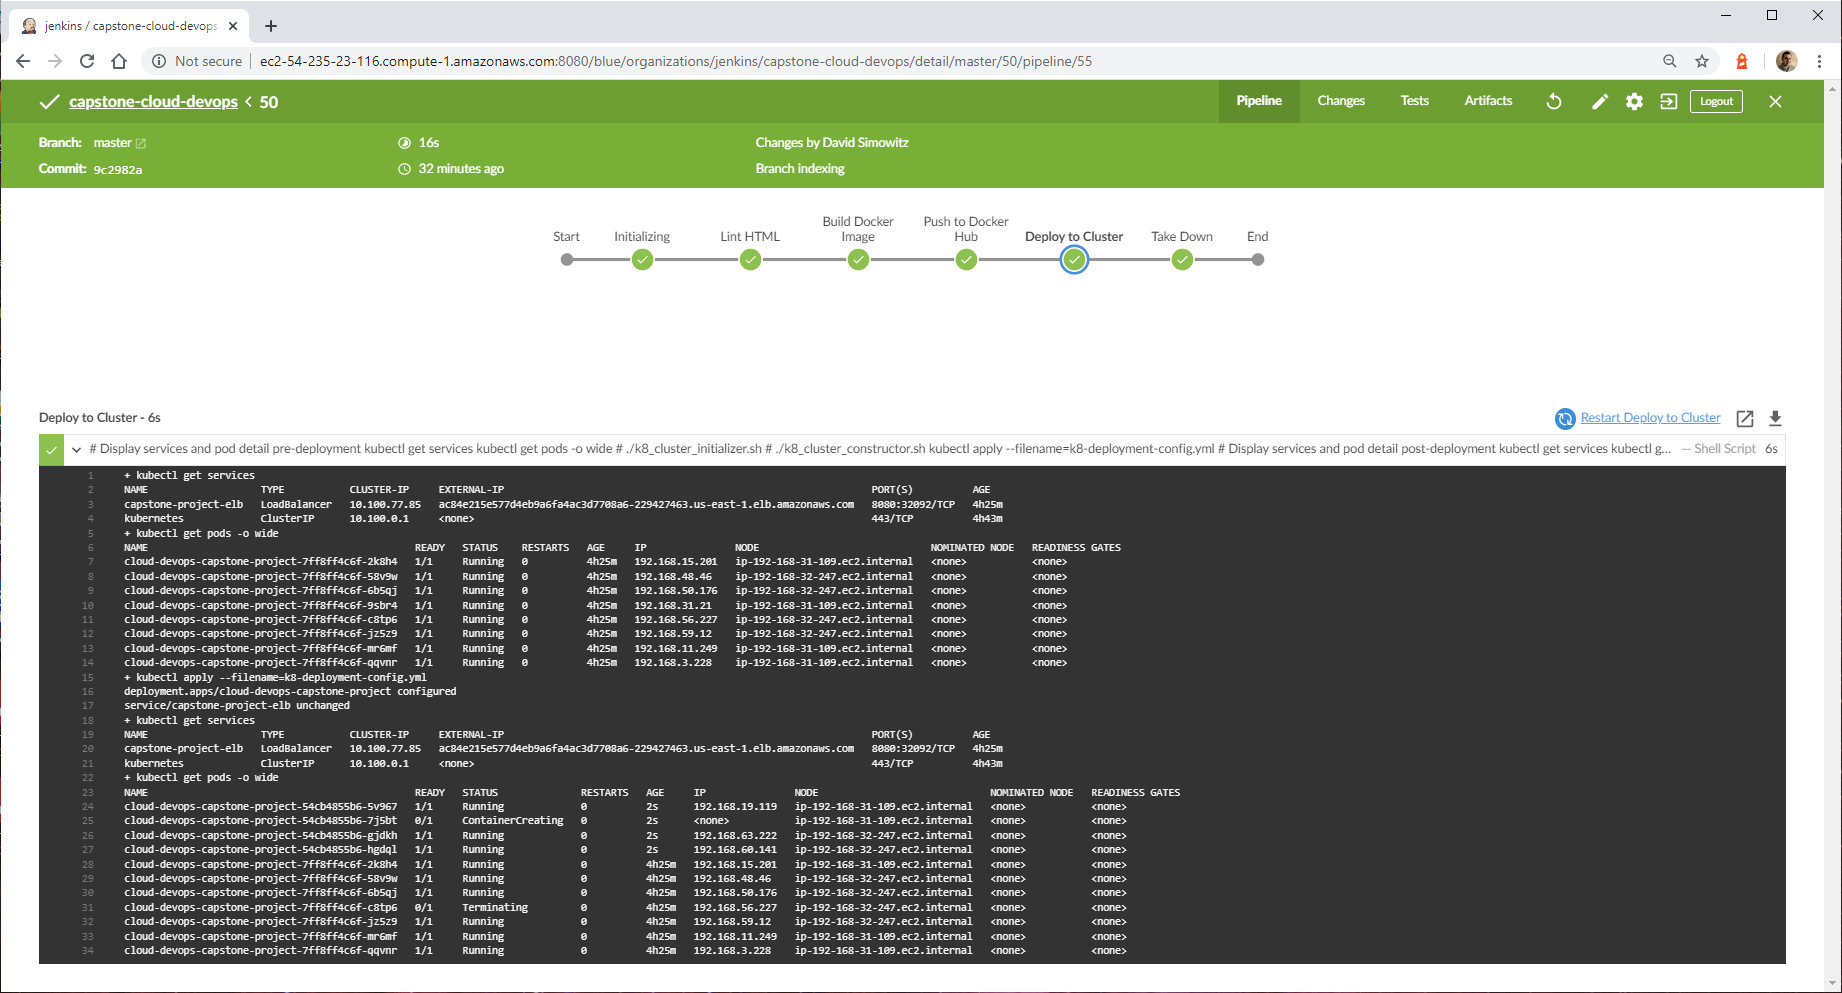 jenkins / capstone-cloud-devops
Not secure
ec2-54-235-23-116.compute-1.amazonaws.com:8080/blue/organizations/jenkins/capstone-cloud-devops/detail/master/50/pipeline/55
capstone-cloud-devops < 50
Pipeline
Changes
Tests
Artifacts
Logout
Branch: master
16s
Changes by David Simowitz
Commit: 9c2982a
32 minutes ago
Branch indexing
Start
Initializing
Lint HTML
Build Docker
Image
Push to Docker
Hub
Deploy to Cluster
Take Down
End
Deploy to Cluster - 6s
Restart Deploy to Cluster
# Display services and pod detail pre-deployment kubectl get services kubectl get pods -o wide # ./k8_cluster_initializer.sh # ./k8_cluster_constructor.sh kubectl apply --filename=k8-deployment-config.yml # Display services and pod detail post-deployment kubectl get services kubectl g... — Shell Script 6s
1 + kubectl get services
2 NAME TYPE CLUSTER-IP EXTERNAL-IP PORT(S) AGE
3 capstone-project-elb LoadBalancer 10.100.77.85 ac84e215e577d4eb9a6fa4ac3d7708a6-229427463.us-east-1.elb.amazonaws.com 8080:32092/TCP 4h25m
4 kubernetes ClusterIP 10.100.0.1 <none> 443/TCP 4h43m
5 + kubectl get pods -o wide
6 NAME READY STATUS RESTARTS AGE IP NODE NOMINATED NODE READINESS GATES
7 cloud-devops-capstone-project-7ff8ff4c6f-2k8h4 1/1 Running 0 4h25m 192.168.15.201 ip-192-168-31-109.ec2.internal <none> <none>
8 cloud-devops-capstone-project-7ff8ff4c6f-58v9w 1/1 Running 0 4h25m 192.168.48.46 ip-192-168-32-247.ec2.internal <none> <none>
9 cloud-devops-capstone-project-7ff8ff4c6f-6b5qj 1/1 Running 0 4h25m 192.168.50.176 ip-192-168-32-247.ec2.internal <none> <none>
10 cloud-devops-capstone-project-7ff8ff4c6f-9sbr4 1/1 Running 0 4h25m 192.168.31.21 ip-192-168-31-109.ec2.internal <none> <none>
11 cloud-devops-capstone-project-7ff8ff4c6f-c8tp6 1/1 Running 0 4h25m 192.168.56.227 ip-192-168-32-247.ec2.internal <none> <none>
12 cloud-devops-capstone-project-7ff8ff4c6f-jz5z9 1/1 Running 0 4h25m 192.168.59.12 ip-192-168-32-247.ec2.internal <none> <none>
13 cloud-devops-capstone-project-7ff8ff4c6f-mr6mf 1/1 Running 0 4h25m 192.168.11.249 ip-192-168-31-109.ec2.internal <none> <none>
14 cloud-devops-capstone-project-7ff8ff4c6f-qqvnr 1/1 Running 0 4h25m 192.168.3.228 ip-192-168-31-109.ec2.internal <none> <none>
15 + kubectl apply --filename=k8-deployment-config.yml
16 deployment.apps/cloud-devops-capstone-project configured
17 service/capstone-project-elb unchanged
18 + kubectl get services
19 NAME TYPE CLUSTER-IP EXTERNAL-IP PORT(S) AGE
20 capstone-project-elb LoadBalancer 10.100.77.85 ac84e215e577d4eb9a6fa4ac3d7708a6-229427463.us-east-1.elb.amazonaws.com 8080:32092/TCP 4h25m
21 kubernetes ClusterIP 10.100.0.1 <none> 443/TCP 4h43m
22 + kubectl get pods -o wide
23 NAME READY STATUS RESTARTS AGE IP NODE NOMINATED NODE READINESS GATES
24 cloud-devops-capstone-project-54cb4855b6-5v967 1/1 Running 0 2s 192.168.19.119 ip-192-168-31-109.ec2.internal <none> <none>
25 cloud-devops-capstone-project-54cb4855b6-7j5bt 0/1 ContainerCreating 0 2s <none> ip-192-168-31-109.ec2.internal <none> <none>
26 cloud-devops-capstone-project-54cb4855b6-gjdkh 1/1 Running 0 2s 192.168.63.222 ip-192-168-32-247.ec2.internal <none> <none>
27 cloud-devops-capstone-project-54cb4855b6-hgdql 1/1 Running 0 2s 192.168.60.141 ip-192-168-32-247.ec2.internal <none> <none>
28 cloud-devops-capstone-project-7ff8ff4c6f-2k8h4 1/1 Running 0 4h25m 192.168.15.201 ip-192-168-31-109.ec2.internal <none> <none>
29 cloud-devops-capstone-project-7ff8ff4c6f-58v9w 1/1 Running 0 4h25m 192.168.48.46 ip-192-168-32-247.ec2.internal <none> <none>
30 cloud-devops-capstone-project-7ff8ff4c6f-6b5qj 1/1 Running 0 4h25m 192.168.50.176 ip-192-168-32-247.ec2.internal <none> <none>
31 cloud-devops-capstone-project-7ff8ff4c6f-c8tp6 0/1 Terminating 0 4h25m 192.168.56.227 ip-192-168-32-247.ec2.internal <none> <none>
32 cloud-devops-capstone-project-7ff8ff4c6f-jz5z9 1/1 Running 0 4h25m 192.168.59.12 ip-192-168-32-247.ec2.internal <none> <none>
33 cloud-devops-capstone-project-7ff8ff4c6f-mr6mf 1/1 Running 0 4h25m 192.168.11.249 ip-192-168-31-109.ec2.internal <none> <none>
34 cloud-devops-capstone-project-7ff8ff4c6f-qqvnr 1/1 Running 0 4h25m 192.168.3.228 ip-192-168-31-109.ec2.internal <none> <none>